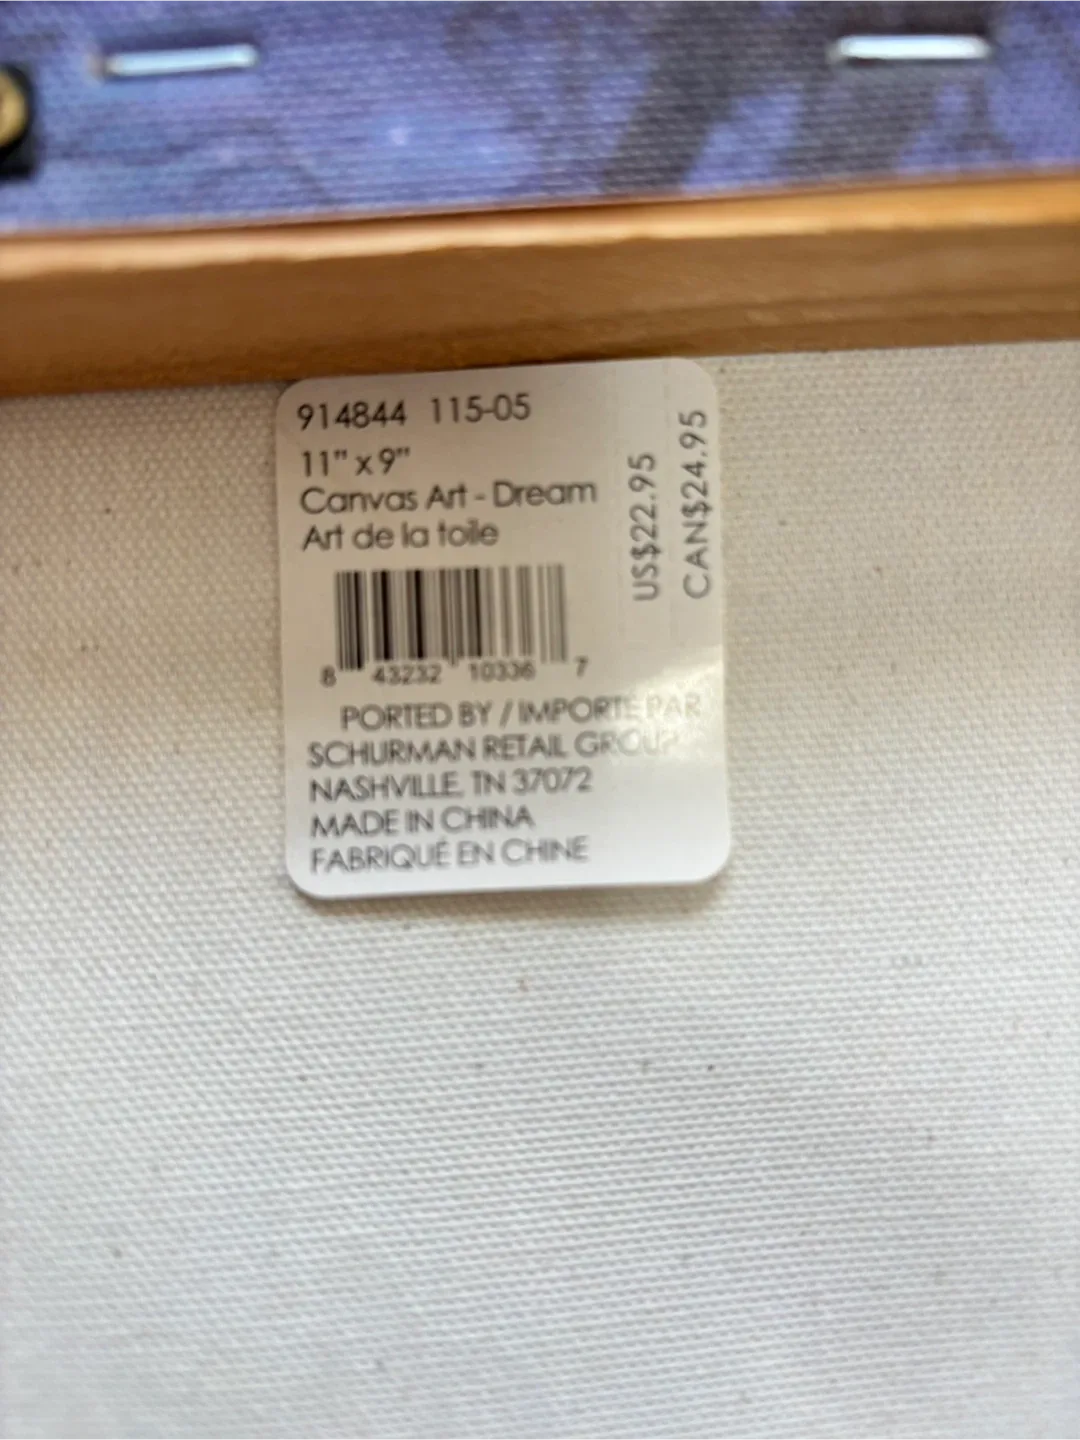 914844 115-05
11" x 9"
Canvas Art - Dream
Art de la toile
US$22.95
CAN$24.95
8 43232 10336 7
PORTED BY / IMPORTÉ PAR
SCHURMAN RETAIL GROUP
NASHVILLE, TN 37072
MADE IN CHINA
FABRIQUÉ EN CHINE